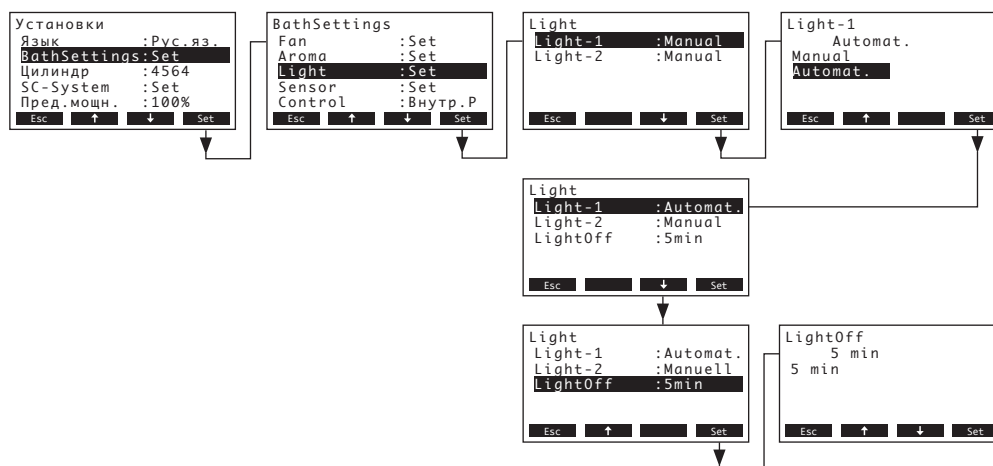 Установки
Язык :Рус.яз.
BathSettings:Set
Цилиндр :4564
SC-System :Set
Пред.мощн. :100%
Esc ↑ ↓ Set
BathSettings
Fan :Set
Aroma :Set
Light :Set
Sensor :Set
Control :Внутр.Р
Esc ↑ ↓ Set
Light
Light-1 :Manual
Light-2 :Manual
Esc ↓ Set
Light-1
Automat.
Manual
Automat.
Esc ↑ Set
Light
Light-1 :Automat.
Light-2 :Manual
LightOff :5min
Esc ↓ Set
Light
Light-1 :Automat.
Light-2 :Manuell
LightOff :5min
Esc ↑ Set
LightOff
5 min
5 min
Esc ↑ ↓ Set